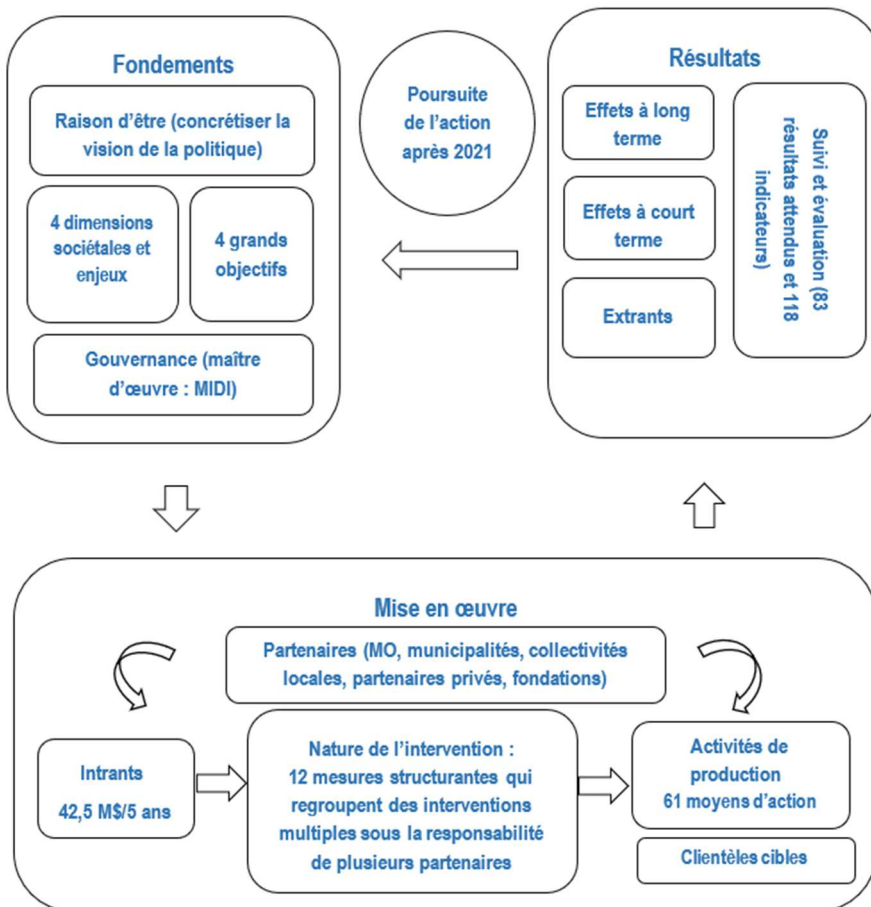 Fondements
Raison d’être (concrétiser la
vision de la politique)
4 dimensions
sociétales et
enjeux
4 grands
objectifs
Gouvernance (maître
d’œuvre : MIDI)
Poursuite
de l’action
après 2021
Résultats
Effets à long
terme
Effets à court
terme
Extrants
Suivi et évaluation (83
résultats attendus et 118
indicateurs)
Mise en œuvre
Partenaires (MO, municipalités, collectivités
locales, partenaires privés, fondations)
Intrants
42,5 M$/5 ans
Nature de l’intervention :
12 mesures structurantes qui
regroupent des interventions
multiples sous la responsabilité
de plusieurs partenaires
Activités de
production
61 moyens d’action
Clientèles cibles